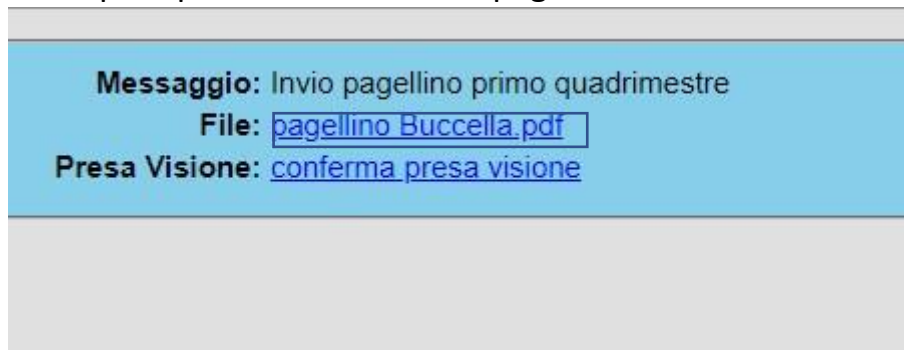 Messaggio: Invio pagellino primo quadrimestre
File: pagellino Buccella.pdf
Presa Visione: conferma presa visione